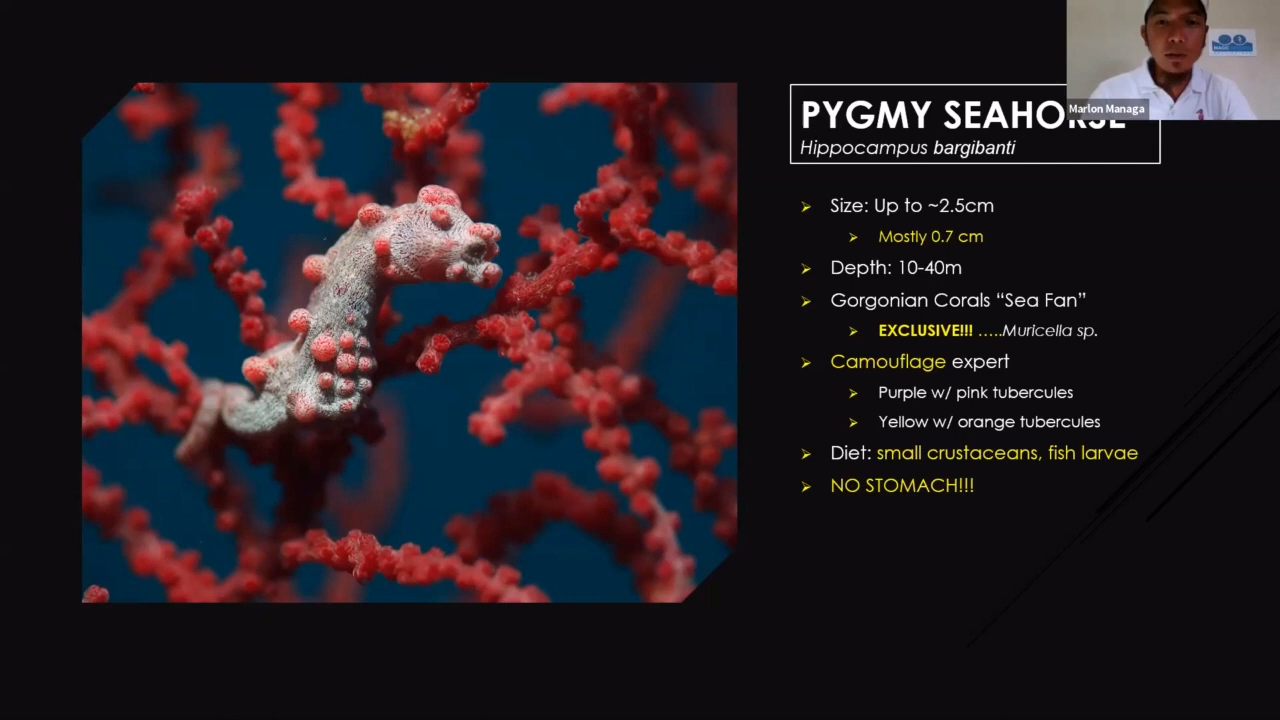 PYGMY SEAHORSE
Hippocampus bargibanti
Marlon Managa
Size: Up to ~2.5cm
Mostly 0.7 cm
Depth: 10-40m
Gorgonian Corals “Sea Fan”
EXCLUSIVE!!! .....Muricella sp.
Camouflage expert
Purple w/ pink tubercules
Yellow w/ orange tubercules
Diet: small crustaceans, fish larvae
NO STOMACH!!!